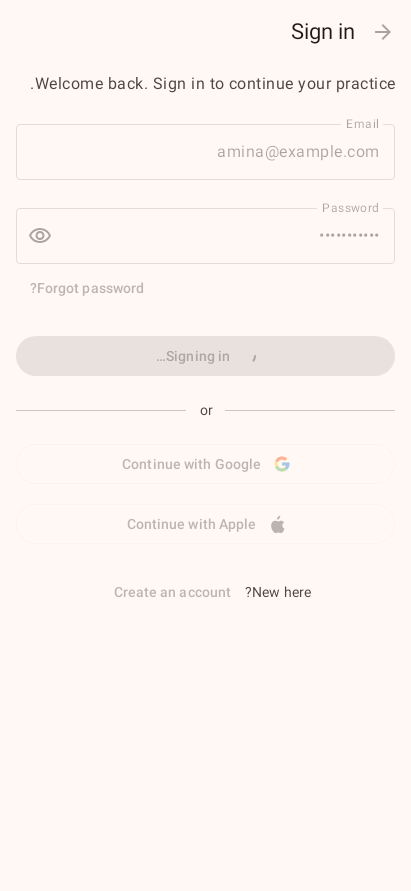 Sign in
.Welcome back. Sign in to continue your practice
Email
amina@example.com
Password
•••••••••••
?Forgot password
...Signing in
or
Continue with Google
Continue with Apple
?New here
Create an account